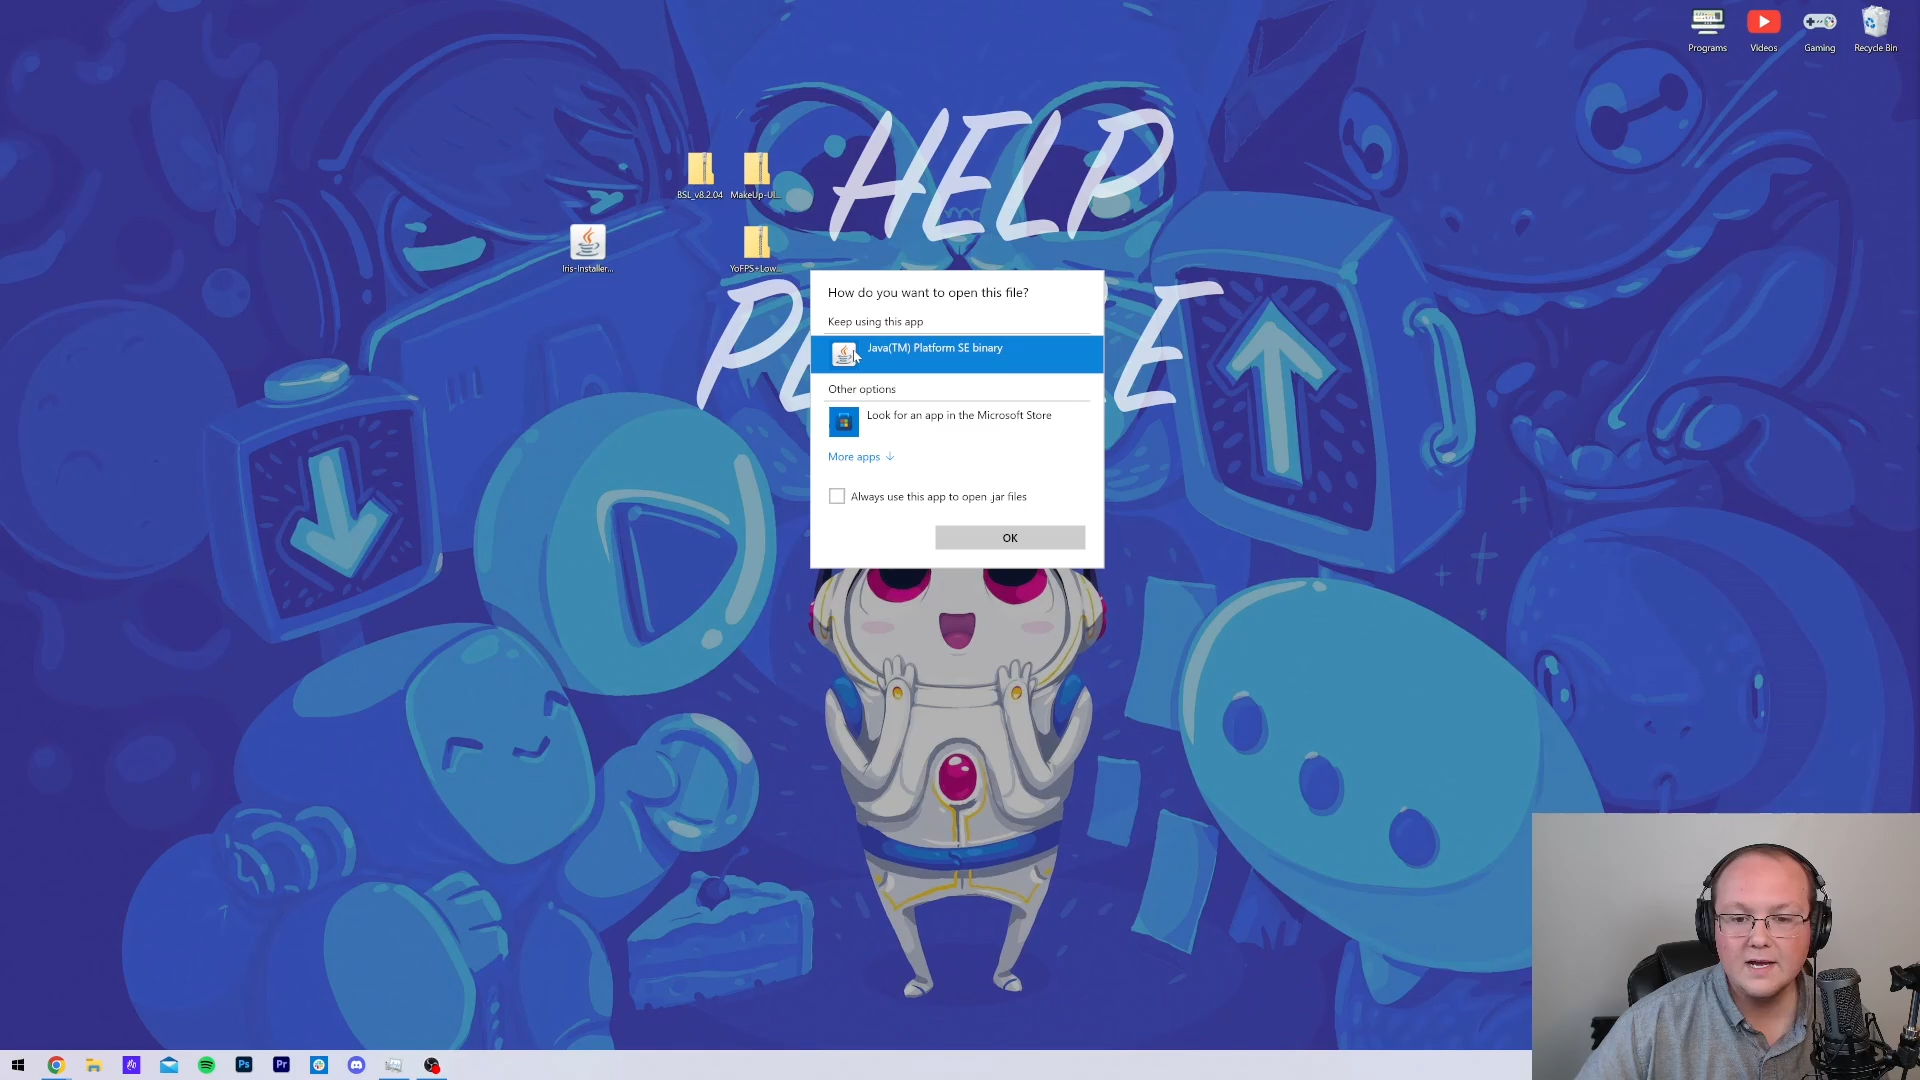 Programs
Videos
Gaming
Recycle Bin
HELP
BSL_v8.2.04
MakeUp-Ul...
Iris-Installer...
YoFPS+Low...
How do you want to open this file?
Keep using this app
Java(TM) Platform SE binary
Other options
Look for an app in the Microsoft Store
More apps
Always use this app to open .jar files
OK
Ps
Pr